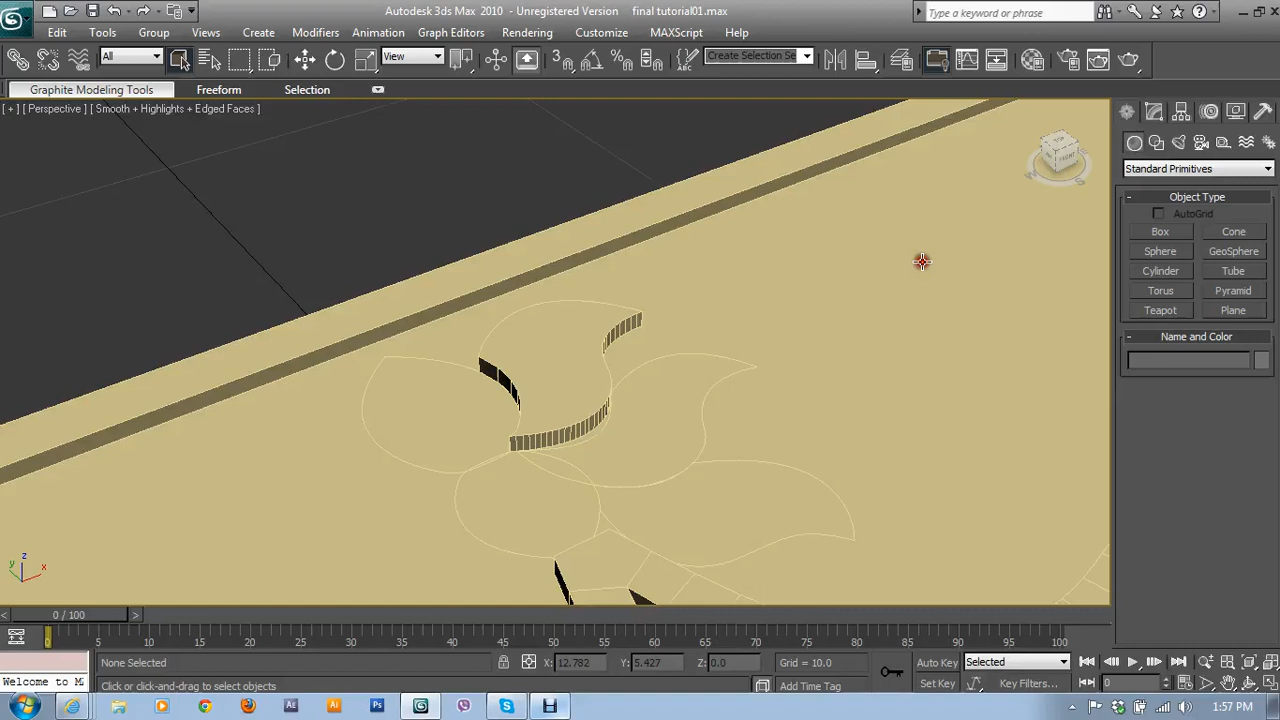 Autodesk 3ds Max 2010 - Unregistered Version final tutorial01.max
Type a keyword or phrase
Edit Tools Group Views Create Modifiers Animation Graph Editors Rendering Customize MAXScript Help
All View Create Selection Se
Graphite Modeling Tools Freeform Selection
[ + ] [ Perspective ] [ Smooth + Highlights + Edged Faces ]
TOP
FRONT
Standard Primitives
- Object Type
AutoGrid
Box Cone
Sphere GeoSphere
Cylinder Tube
Torus Pyramid
Teapot Plane
- Name and Color
z
y
x
< 0 / 100 >
0 5 10 15 20 25 30 35 40 45 50 55 60 65 70 75 80 85 90 95 100
None Selected X: 12.782 Y: 5.427 Z: 0.0 Grid = 10.0 Auto Key Selected
Welcome to M Click or click-and-drag to select objects Add Time Tag Set Key Key Filters... 0
Ae Ai Ps 1:57 PM